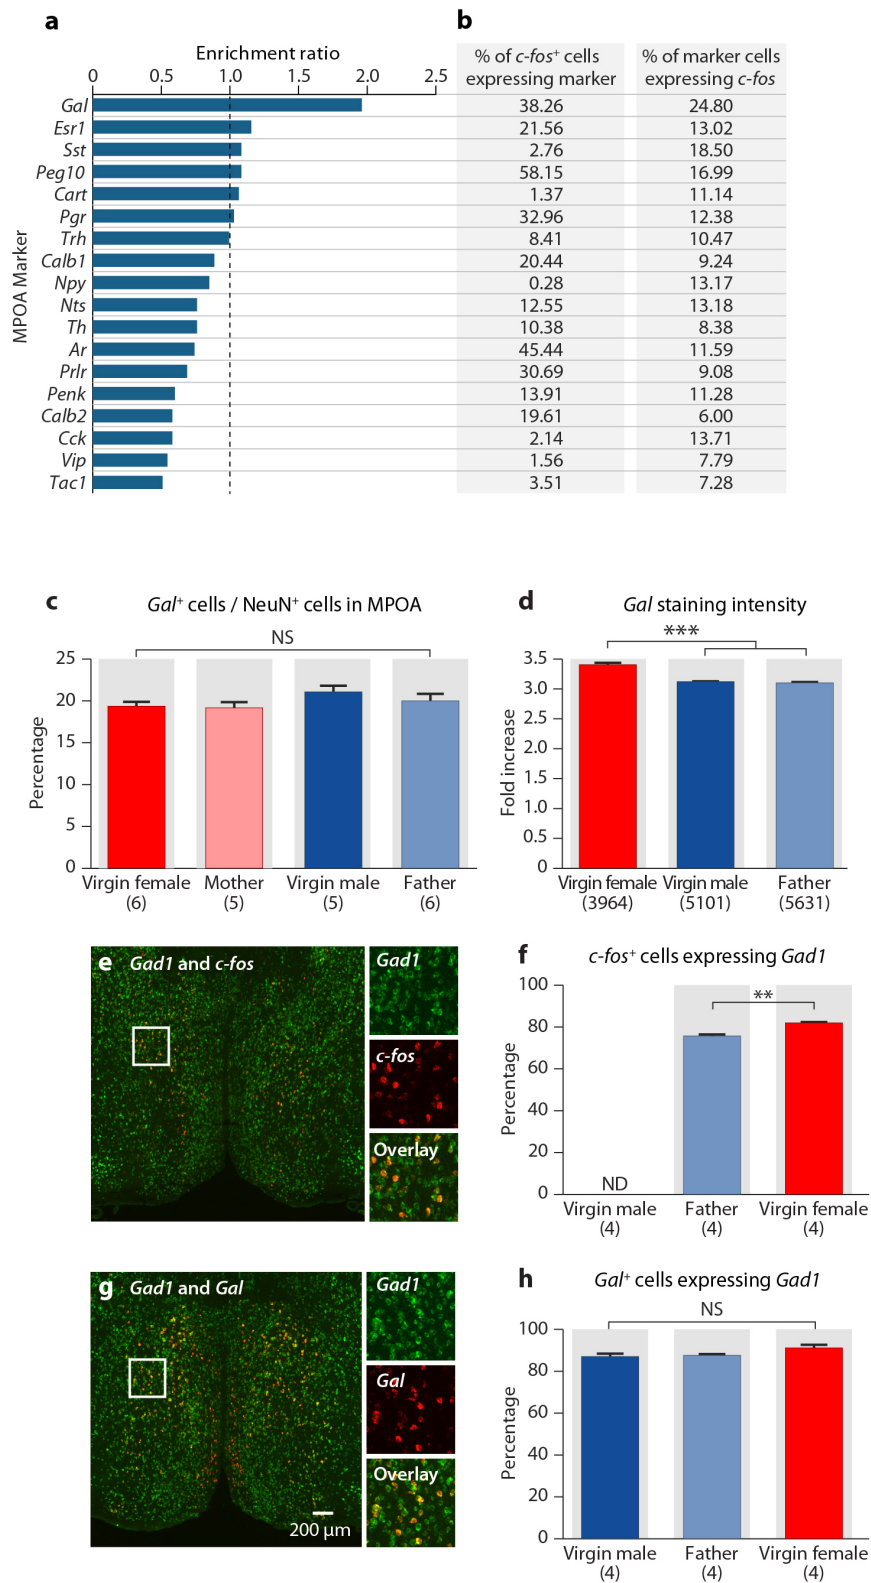 a
b
Enrichment ratio
0 0.5 1.0 1.5 2.0 2.5
% of c-fos+ cells expressing marker
% of marker cells expressing c-fos
MPOA Marker
Gal 38.26 24.80
Esr1 21.56 13.02
Sst 2.76 18.50
Peg10 58.15 16.99
Cart 1.37 11.14
Pgr 32.96 12.38
Trh 8.41 10.47
Calb1 20.44 9.24
Npy 0.28 13.17
Nts 12.55 13.18
Th 10.38 8.38
Ar 45.44 11.59
Prlr 30.69 9.08
Penk 13.91 11.28
Calb2 19.61 6.00
Cck 2.14 13.71
Vip 1.56 7.79
Tac1 3.51 7.28
c
Gal+ cells / NeuN+ cells in MPOA
NS
Percentage
25
20
15
10
5
0
Virgin female Mother Virgin male Father
(6) (5) (5) (6)
d
Gal staining intensity
***
Fold increase
3.5
3.0
2.5
2.0
1.5
1.0
0.5
0
Virgin female Virgin male Father
(3964) (5101) (5631)
e Gad1 and c-fos
Gad1
c-fos
Overlay
f
c-fos+ cells expressing Gad1
**
Percentage
100
80
60
40
20
0
ND
Virgin male Father Virgin female
(4) (4) (4)
g Gad1 and Gal
200 μm
Gad1
Gal
Overlay
h
Gal+ cells expressing Gad1
NS
Percentage
100
80
60
40
20
0
Virgin male Father Virgin female
(4) (4) (4)